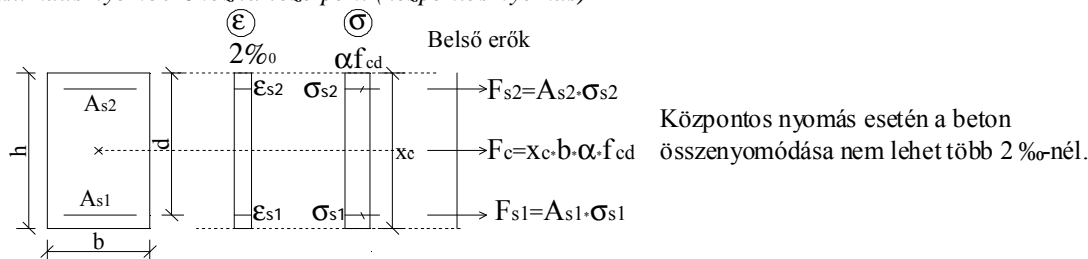 nyomás) 
ε
σ
2‰
αfcd
Belső erők
As2
εs2
σs2
Fs2=As2*σs2
h
d
xc
Fc=xc*b*α*fcd
Központos nyomás esetén a beton
összenyomódása nem lehet több 2 ‰-nél.
As1
εs1
σs1
Fs1=As1*σs1
b